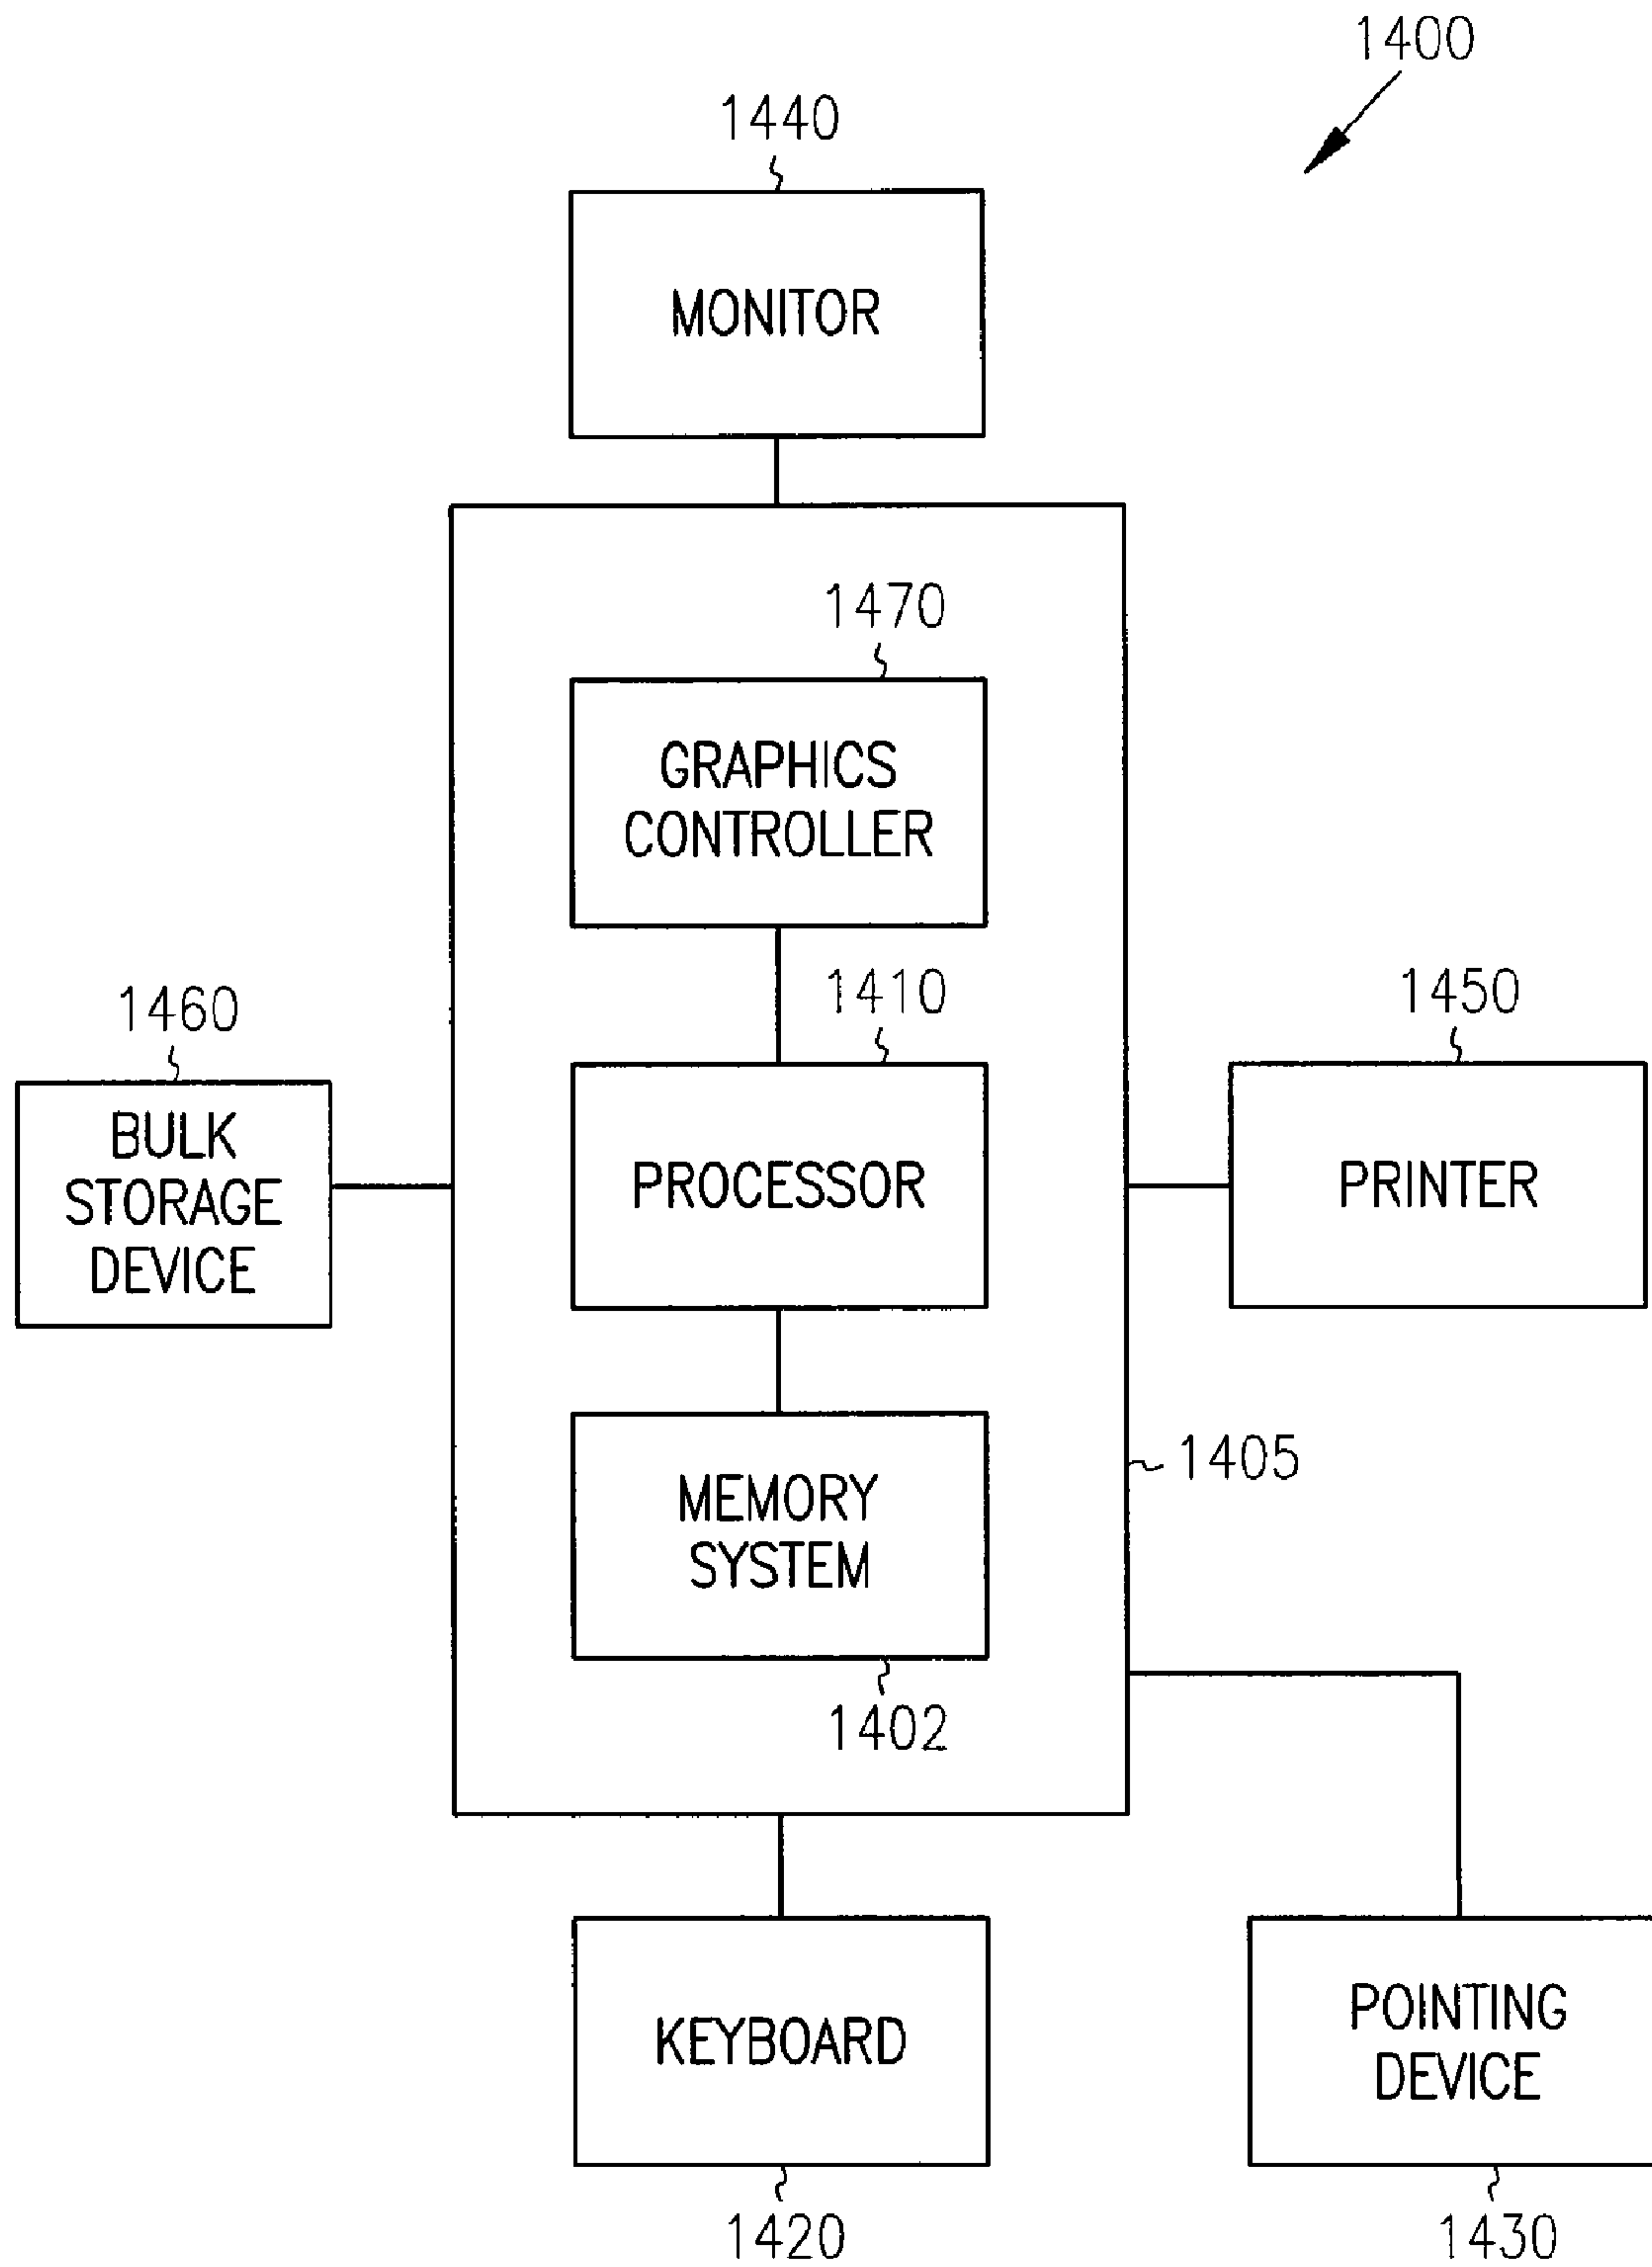 1400
1440
MONITOR
1470
GRAPHICS
CONTROLLER
1410
1460
1450
BULK
STORAGE
DEVICE
PROCESSOR
PRINTER
1405
MEMORY
SYSTEM
1402
KEYBOARD
POINTING
DEVICE
1420
1430